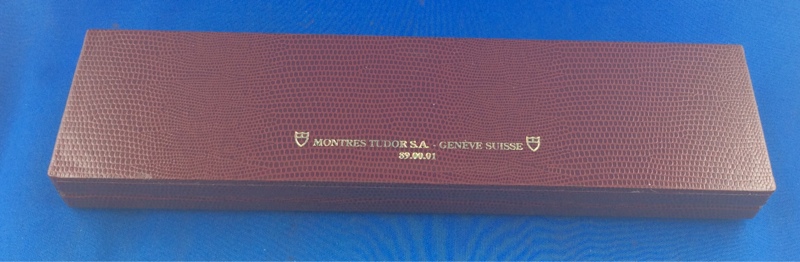 MONTRES TUDOR S.A. - GENÈVE SUISSE
89.00.01